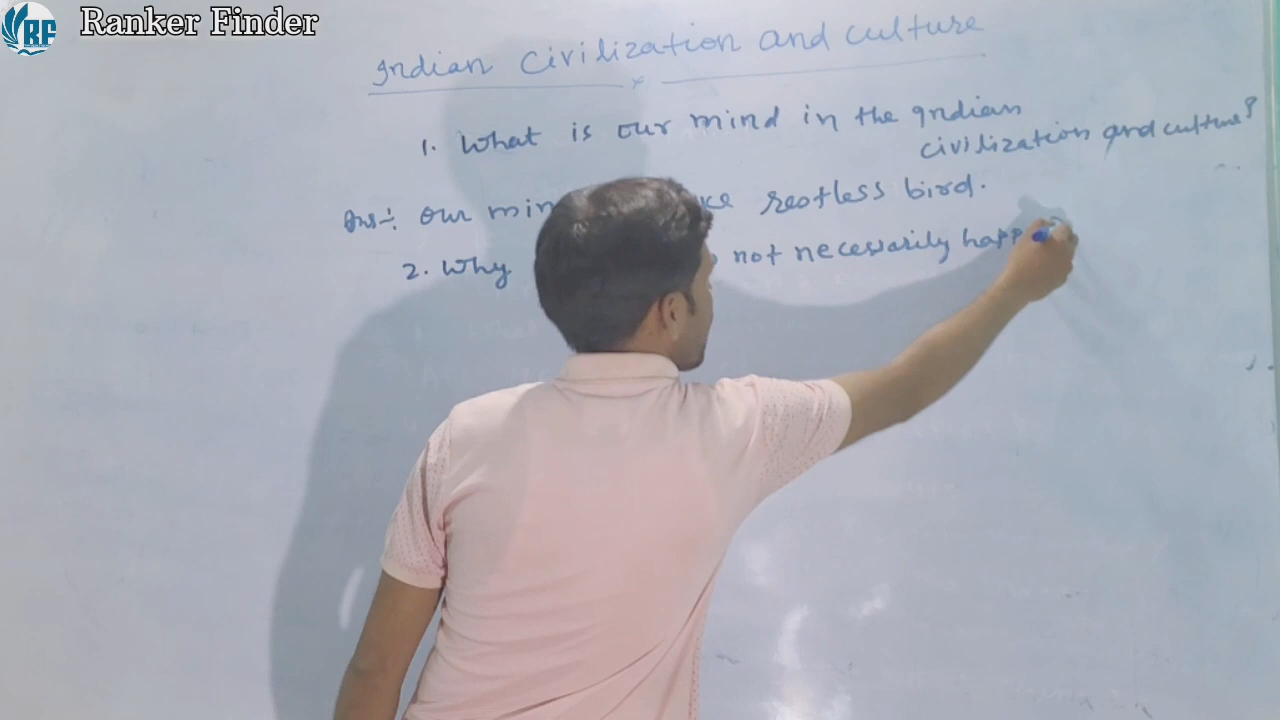 RF Ranker Finder
Indian Civilization and culture
1. What is our mind in the Indian
civilization and culture?
Ans:- our min ke restless bird.
2. Why not necessarily happ